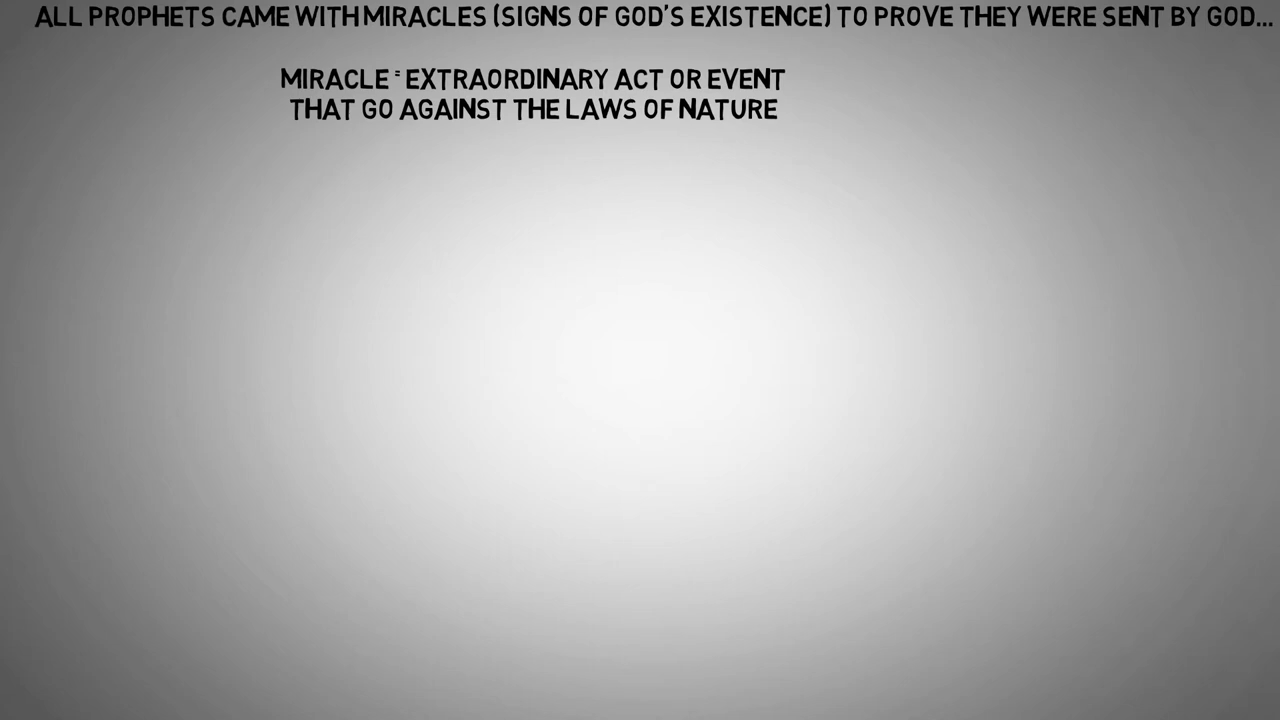 ALL PROPHETS CAME WITH MIRACLES (SIGNS OF GOD'S EXISTENCE) TO PROVE THEY WERE SENT BY GOD...
MIRACLE = EXTRAORDINARY ACT OR EVENT
THAT GO AGAINST THE LAWS OF NATURE